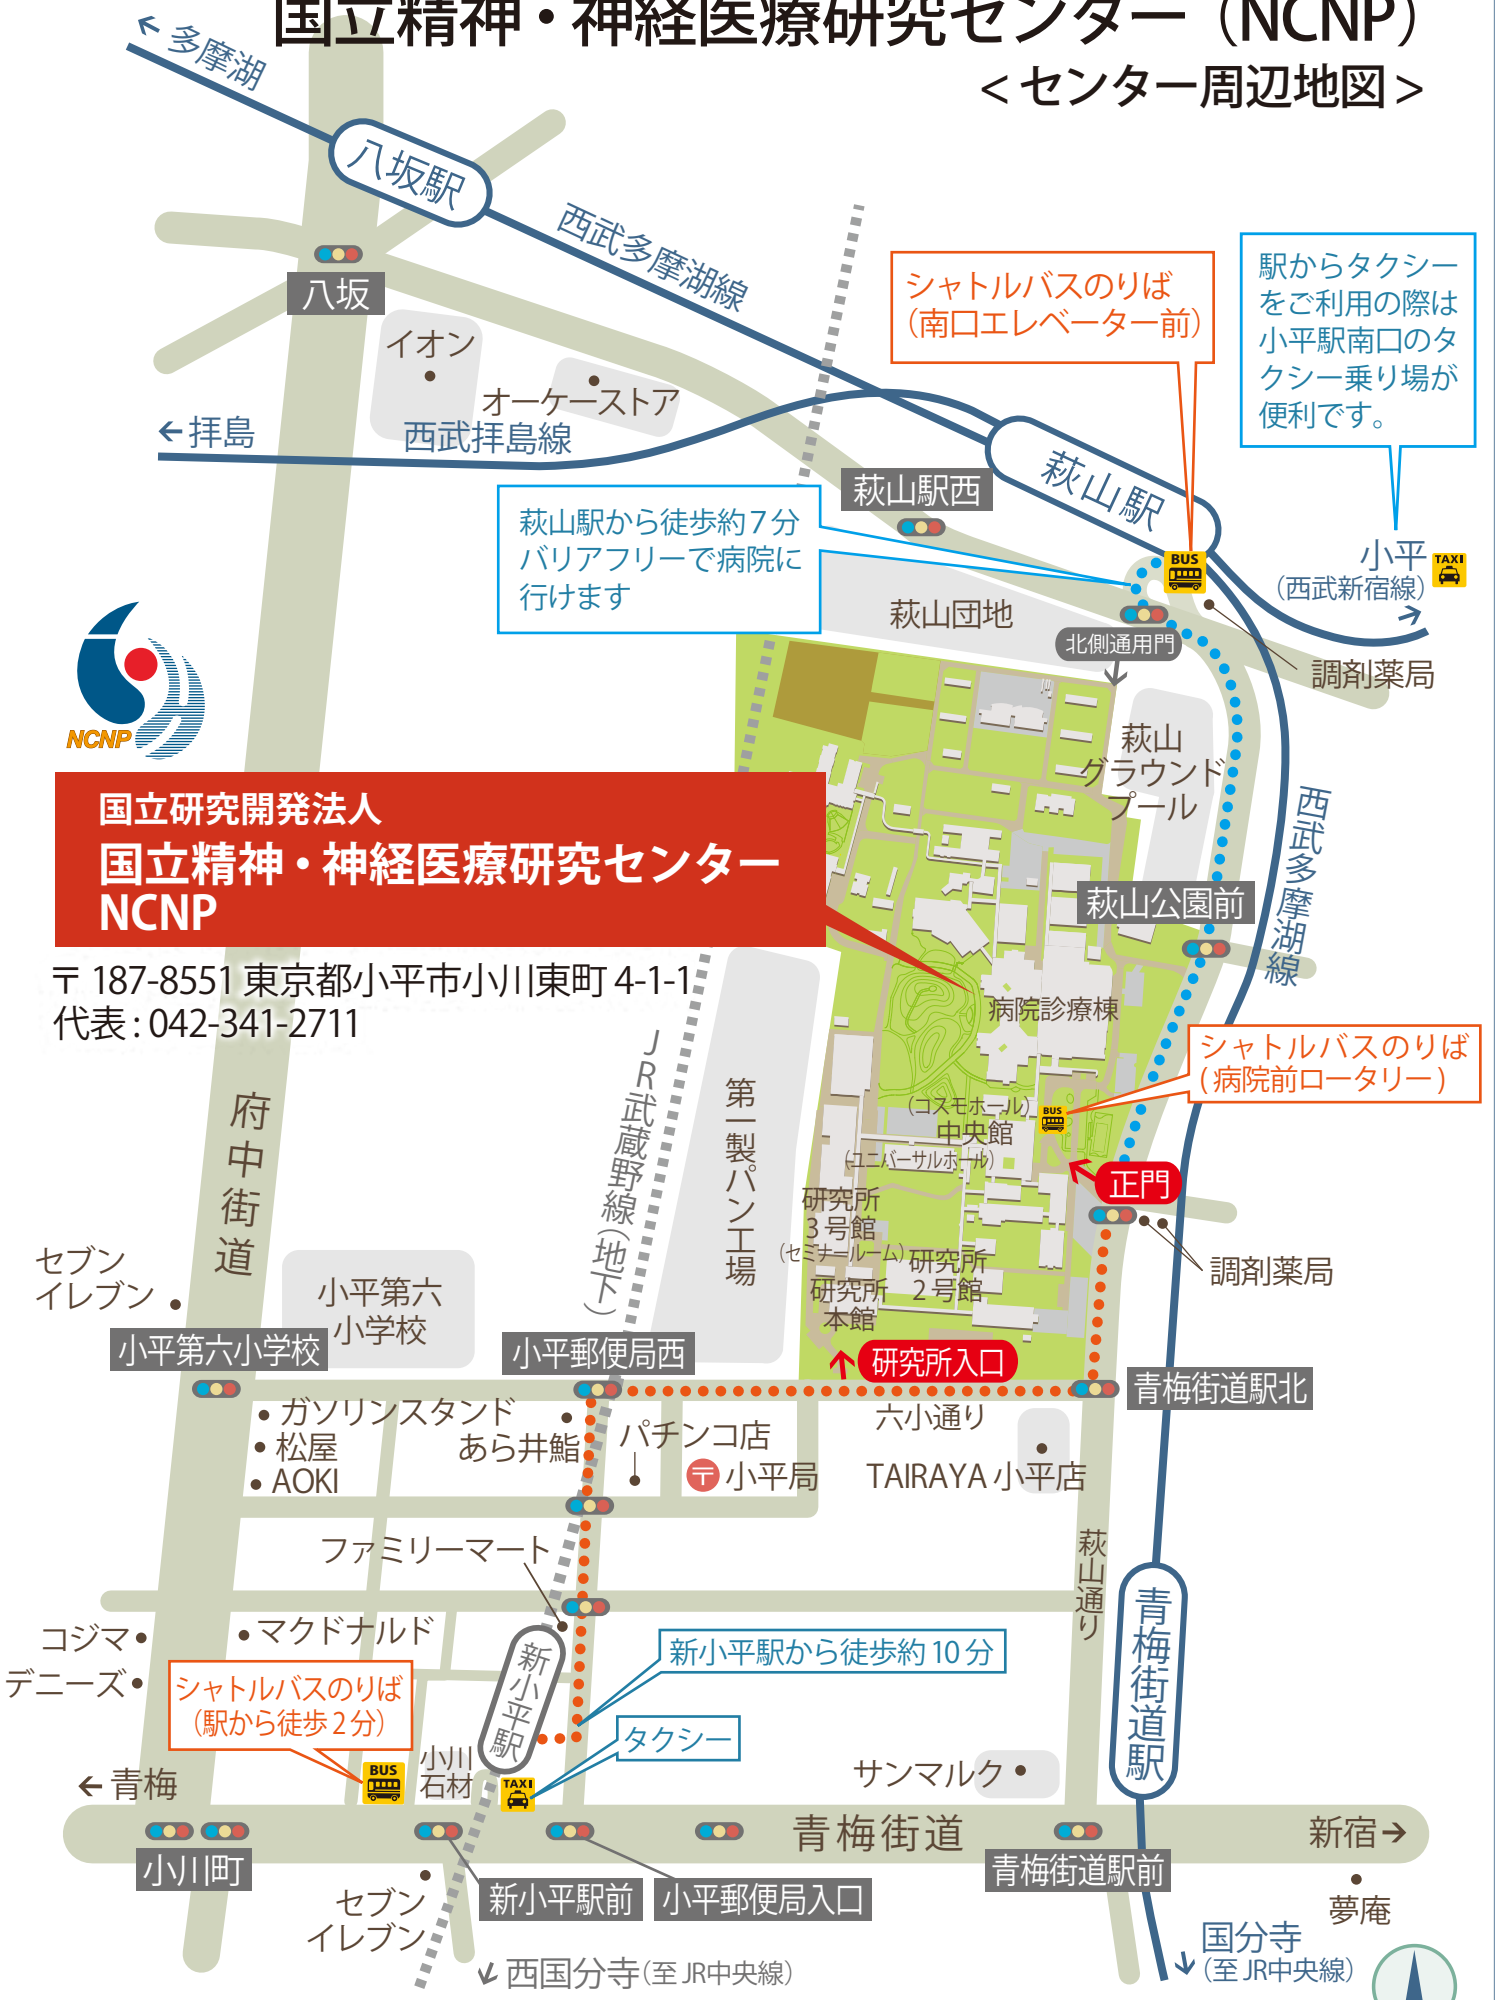 国立精神・神経医療研究センター（NCNP）
<センター周辺地図>
←多摩湖
八坂駅
西武多摩湖線
八坂
イオン
オーケーストア
←拝島
西武拝島線
シャトルバスのりば
（南口エレベーター前）
駅からタクシー
をご利用の際は
小平駅南口のタ
クシー乗り場が
便利です。
萩山駅西
萩山駅
萩山駅から徒歩約7分
バリアフリーで病院に
行けます
BUS
小平
（西武新宿線）
→
TAXI
萩山団地
北側通用門
調剤薬局
NCNP
萩山
グラウンド
プール
西武多摩湖線
国立研究開発法人
国立精神・神経医療研究センター
NCNP
萩山公園前
〒187-8551 東京都小平市小川東町 4-1-1
代表 : 042-341-2711
病院診療棟
シャトルバスのりば
(病院前ロータリー)
BUS
JR武蔵野線（地下）
第一製パン工場
府中街道
（コスモホール）
中央館
（ユニバーサルホール）
正門
研究所
3号館
（セミナールーム）
研究所
2号館
研究所
本館
調剤薬局
セブン
イレブン
小平第六
小学校
小平第六小学校
小平郵便局西
研究所入口
青梅街道駅北
六小通り
ガソリンスタンド
松屋
AOKI
あら井鮨
パチンコ店
〒小平局
TAIRAYA 小平店
ファミリーマート
萩山通り
青梅街道駅
コジマ
マクドナルド
デニーズ
シャトルバスのりば
（駅から徒歩2分）
新小平駅
新小平駅から徒歩約10分
タクシー
小川
石材
BUS
TAXI
サンマルク
←青梅
青梅街道
新宿→
小川町
新小平駅前
小平郵便局入口
青梅街道駅前
セブン
イレブン
夢庵
西国分寺（至JR中央線）
国分寺
（至JR中央線）